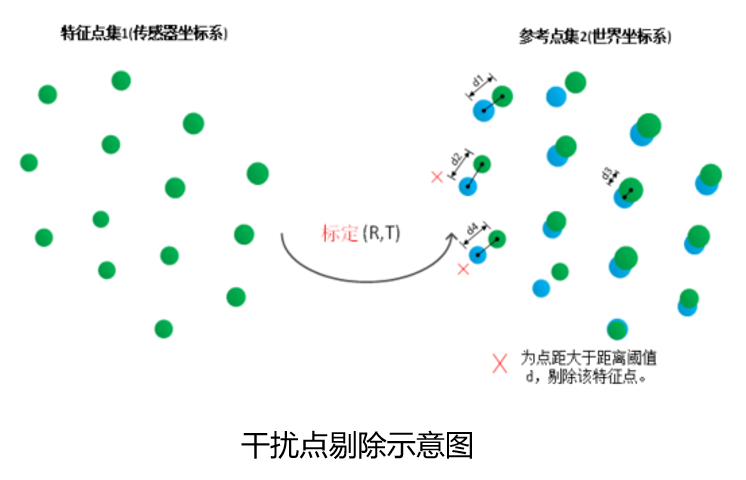 特征点集1(传感器坐标系)
参考点集2(世界坐标系)
d1
d2
d3
d4
标定(R,T)
为点距大于距离阈值
d，剔除该特征点。
干扰点剔除示意图